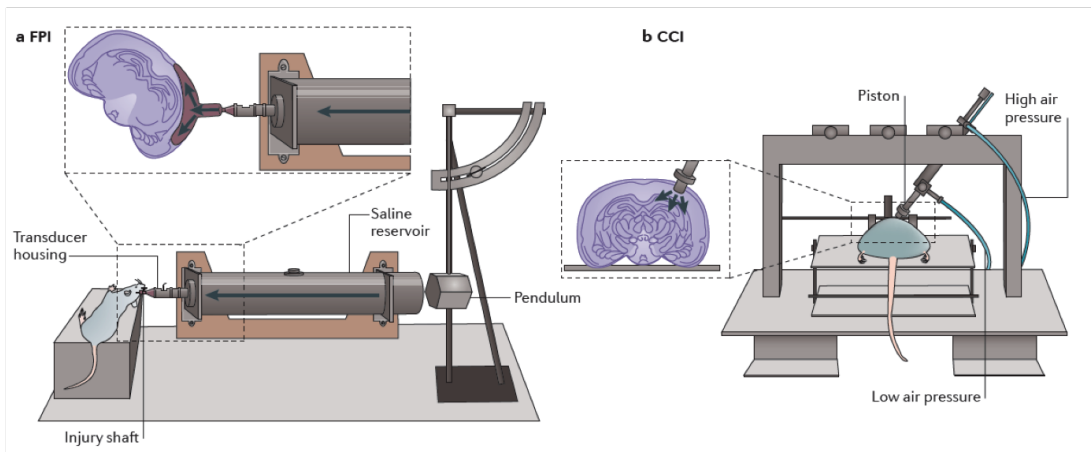 a FPI
Transducer
housing
Saline
reservoir
Pendulum
Injury shaft
b CCI
Piston
High air
pressure
Low air pressure